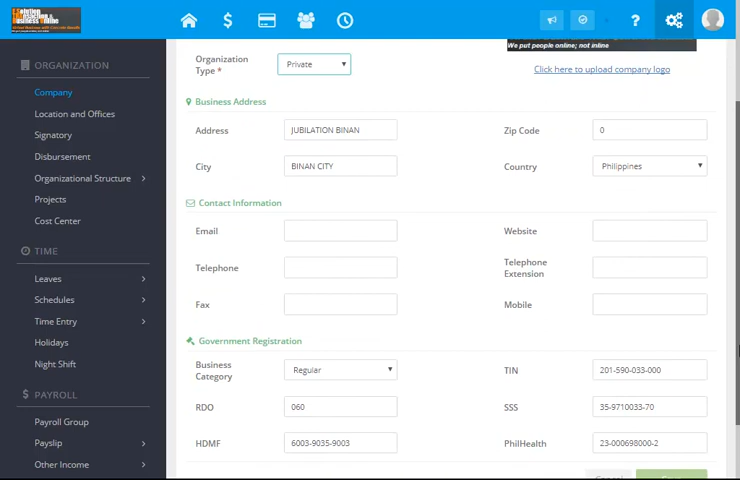 We put people online; not inline
Organization Type *
Private
Click here to upload company logo
ORGANIZATION
Company
Location and Offices
Signatory
Disbursement
Organizational Structure
Projects
Cost Center
TIME
Leaves
Schedules
Time Entry
Holidays
Night Shift
PAYROLL
Payroll Group
Payslip
Other Income
Business Address
Address
JUBILATION BINAN
Zip Code
0
City
BINAN CITY
Country
Philippines
Contact Information
Email
Website
Telephone
Telephone Extension
Fax
Mobile
Government Registration
Business Category
Regular
TIN
201-590-033-000
RDO
060
SSS
35-9710033-70
HDMF
6003-9035-9003
PhilHealth
23-000698000-2